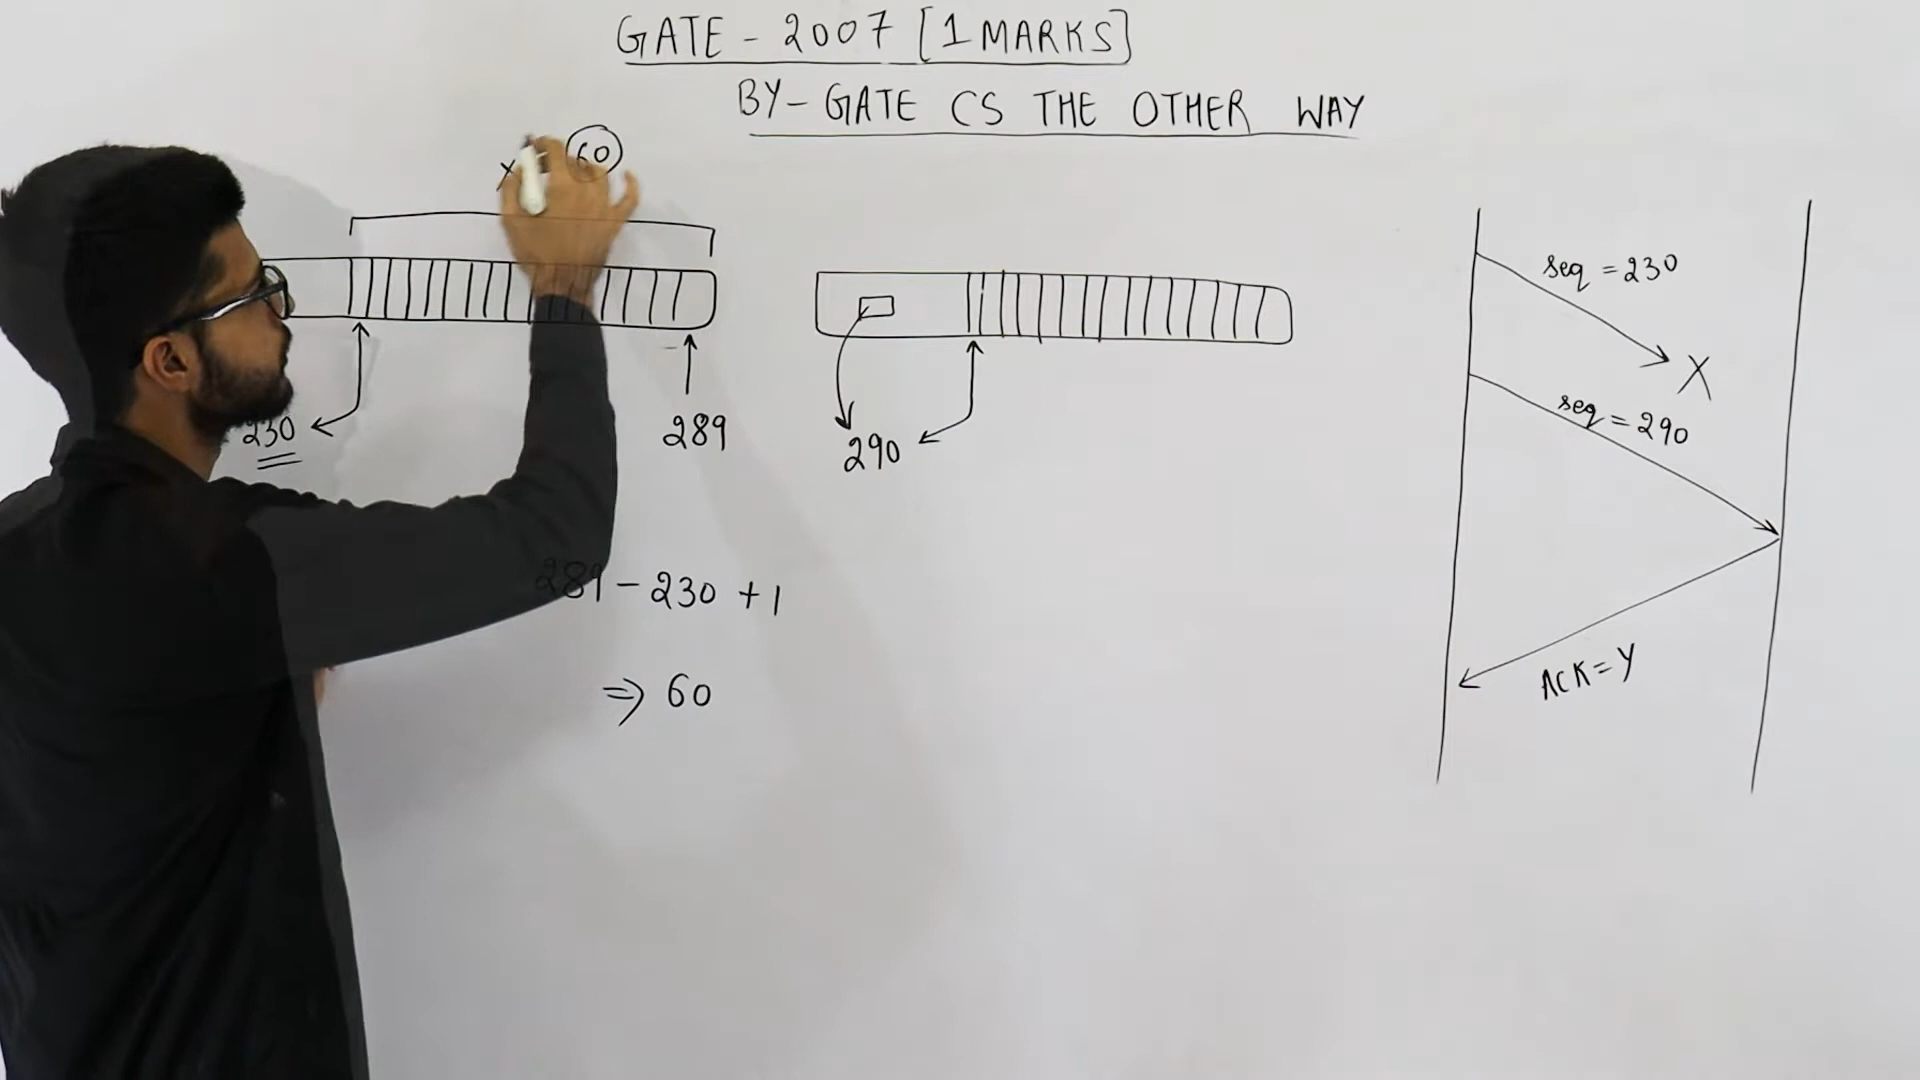 GATE - 2007 [1 MARKS]
BY - GATE CS THE OTHER WAY
X = 60
230
289
290
289 - 230 + 1
⇒ 60
seq = 230
X
seq = 290
ACK = Y